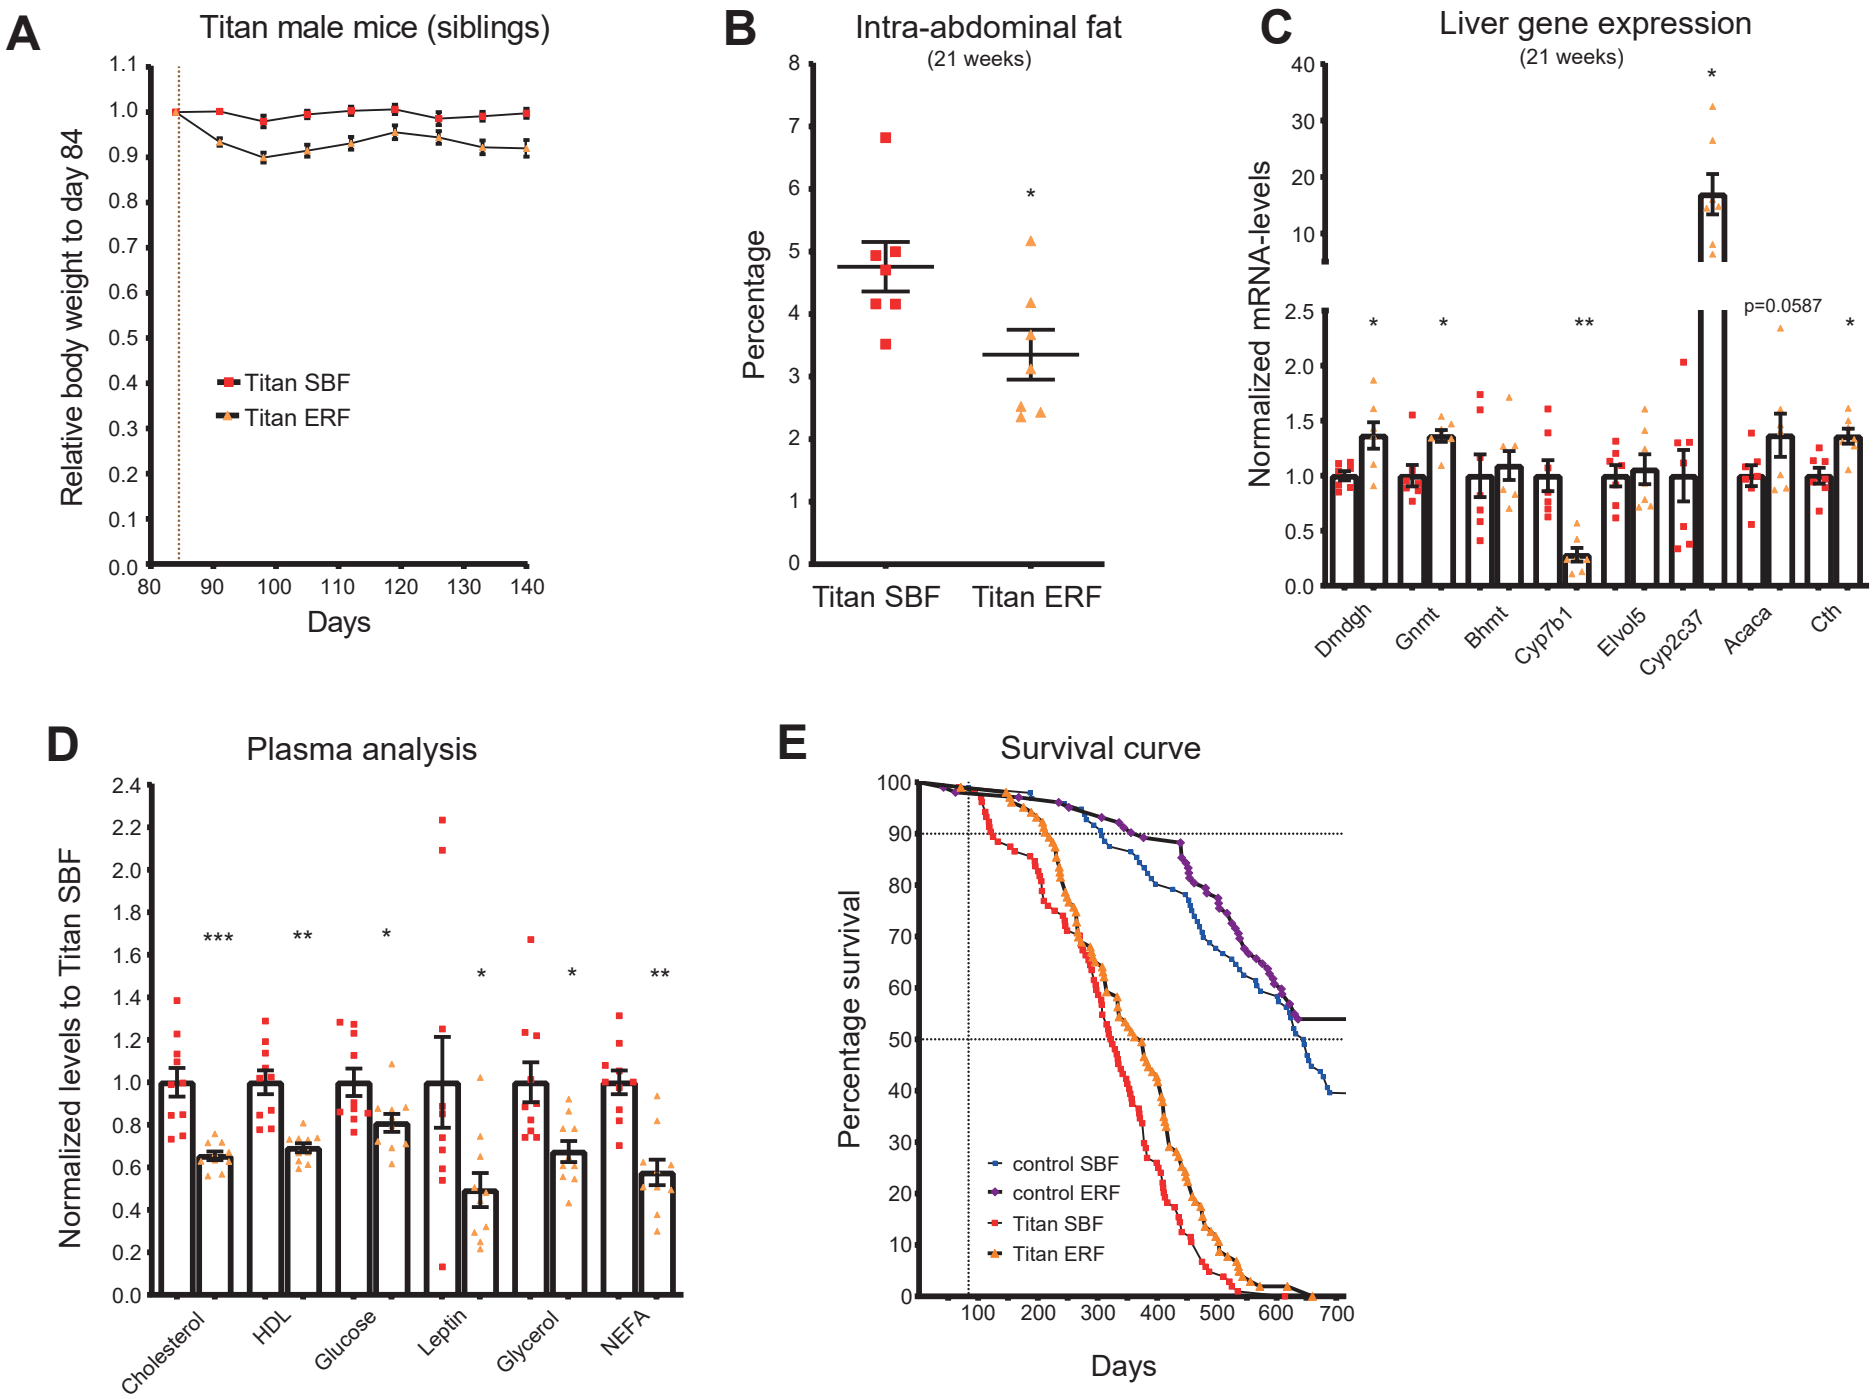 A
Titan male mice (siblings)
Relative body weight to day 84
1.1
1.0
0.9
0.8
0.7
0.6
0.5
0.4
0.3
0.2
0.1
0.0
80 90 100 110 120 130 140
Days
Titan SBF
Titan ERF
B
Intra-abdominal fat
(21 weeks)
Percentage
8
7
6
5
4
3
2
1
0
*
Titan SBF Titan ERF
C
Liver gene expression
(21 weeks)
Normalized mRNA-levels
40
30
20
10
2.5
2.0
1.5
1.0
0.5
0.0
* * ** * p=0.0587 *
Dmdgh Gnmt Bhmt Cyp7b1 Elvol5 Cyp2c37 Acaca Cth
D
Plasma analysis
Normalized levels to Titan SBF
2.4
2.2
2.0
1.8
1.6
1.4
1.2
1.0
0.8
0.6
0.4
0.2
0.0
*** ** * * * **
Cholesterol HDL Glucose Leptin Glycerol NEFA
E
Survival curve
Percentage survival
100
90
80
70
60
50
40
30
20
10
0
100 200 300 400 500 600 700
Days
control SBF
control ERF
Titan SBF
Titan ERF